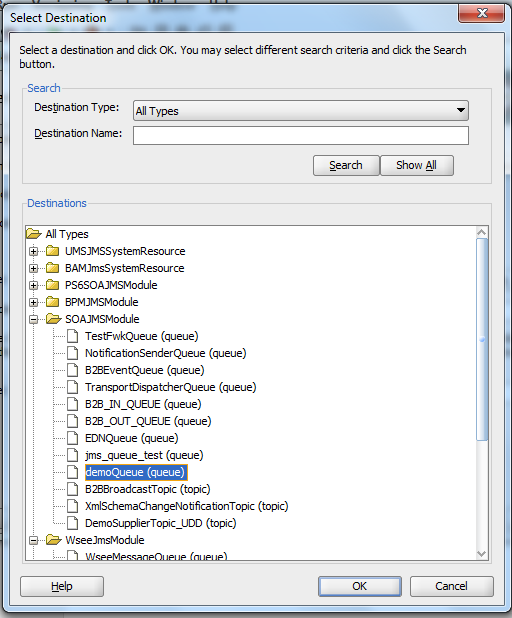 Select Destination
Select a destination and click OK. You may select different search criteria and click the Search
button.
Search
Destination Type:
All Types
Destination Name:
Search
Show All
Destinations
All Types
UMSJMSSystemResource
BAMJmsSystemResource
PS6SOAJMSModule
BPMJMSModule
SOAJMSModule
TestFwkQueue (queue)
NotificationSenderQueue (queue)
B2BEventQueue (queue)
TransportDispatcherQueue (queue)
B2B_IN_QUEUE (queue)
B2B_OUT_QUEUE (queue)
EDNQueue (queue)
jms_queue_test (queue)
demoQueue (queue)
B2BBroadcastTopic (topic)
XmlSchemaChangeNotificationTopic (topic)
DemoSupplierTopic_UDD (topic)
WseeJmsModule
WseeMessageQueue (queue)
Help
OK
Cancel